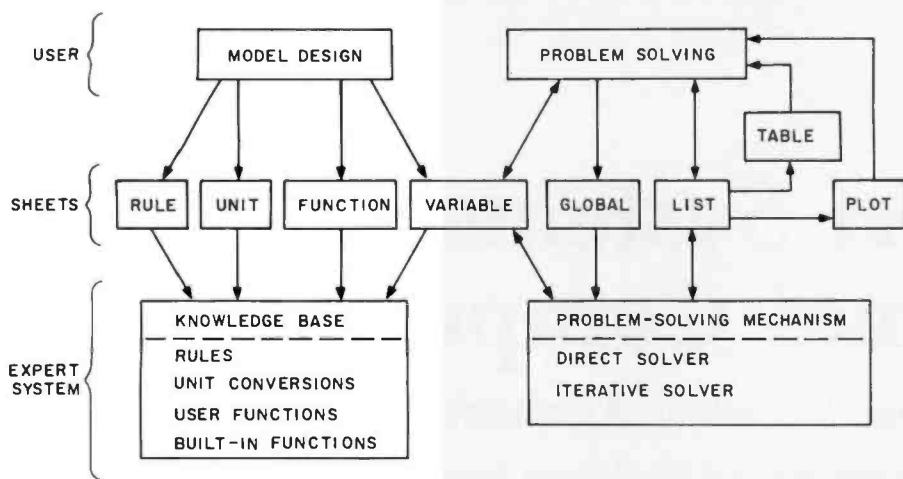 USER
MODEL DESIGN
PROBLEM SOLVING
TABLE
SHEETS
RULE
UNIT
FUNCTION
VARIABLE
GLOBAL
LIST
PLOT
EXPERT
SYSTEM
KNOWLEDGE BASE
RULES
UNIT CONVERSIONS
USER FUNCTIONS
BUILT-IN FUNCTIONS
PROBLEM-SOLVING MECHANISM
DIRECT SOLVER
ITERATIVE SOLVER